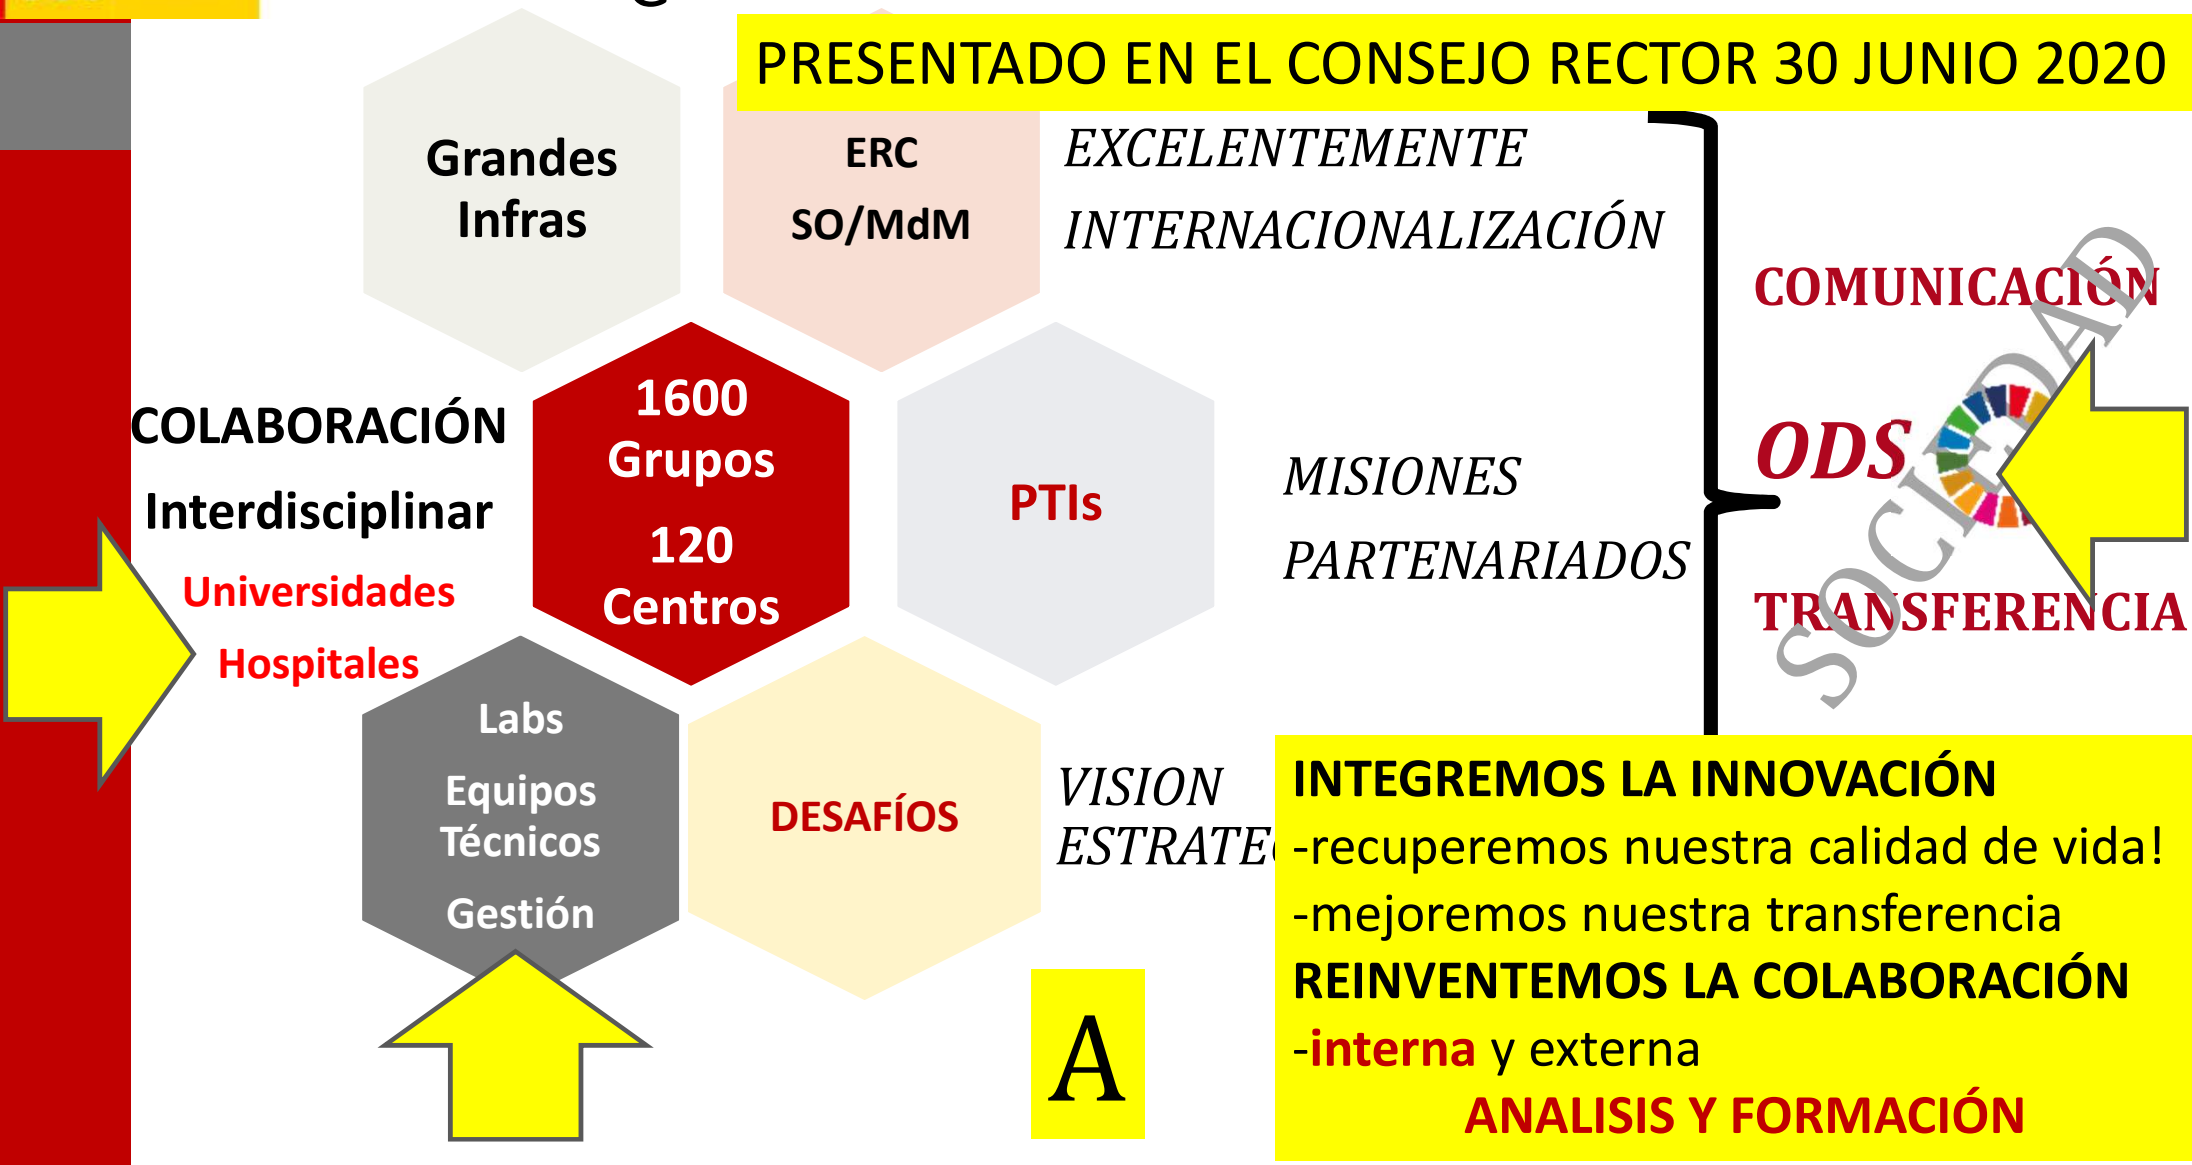 PRESENTADO EN EL CONSEJO RECTOR 30 JUNIO 2020
Grandes
Infras
ERC
SO/MdM
EXCELENTEMENTE
INTERNACIONALIZACIÓN
COLABORACIÓN
Interdisciplinar
Universidades
Hospitales
1600
Grupos
120
Centros
PTIs
MISIONES
PARTENARIADOS
COMUNICACIÓN
ODS
TRANSFERENCIA
SOCIEDAD
Labs
Equipos
Técnicos
Gestión
DESAFÍOS
VISION
A
INTEGREMOS LA INNOVACIÓN
-recuperemos nuestra calidad de vida!
-mejoremos nuestra transferencia
REINVENTEMOS LA COLABORACIÓN
-interna y externa
ANALISIS Y FORMACIÓN